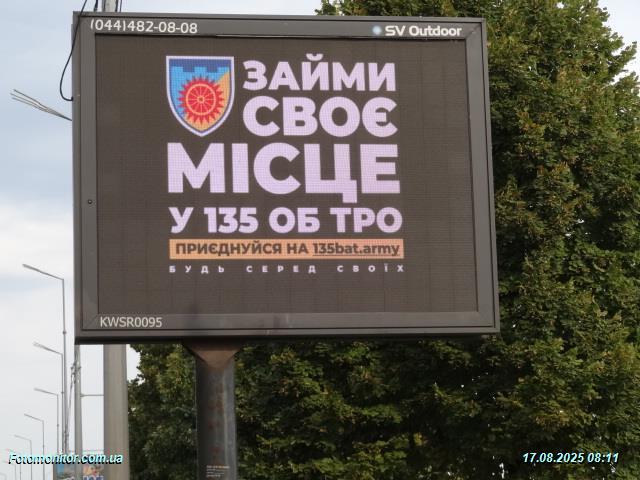 (044)482-08-08
SV Outdoor
ЗАЙМИ
СВОЄ
МІСЦЕ
У 135 ОБ ТРО
ПРИЄДНУЙСЯ НА 135bat.army
БУДЬ СЕРЕД СВОЇХ
KWSR0095
Fotomonitor.com.ua
17.08.2025 08:11